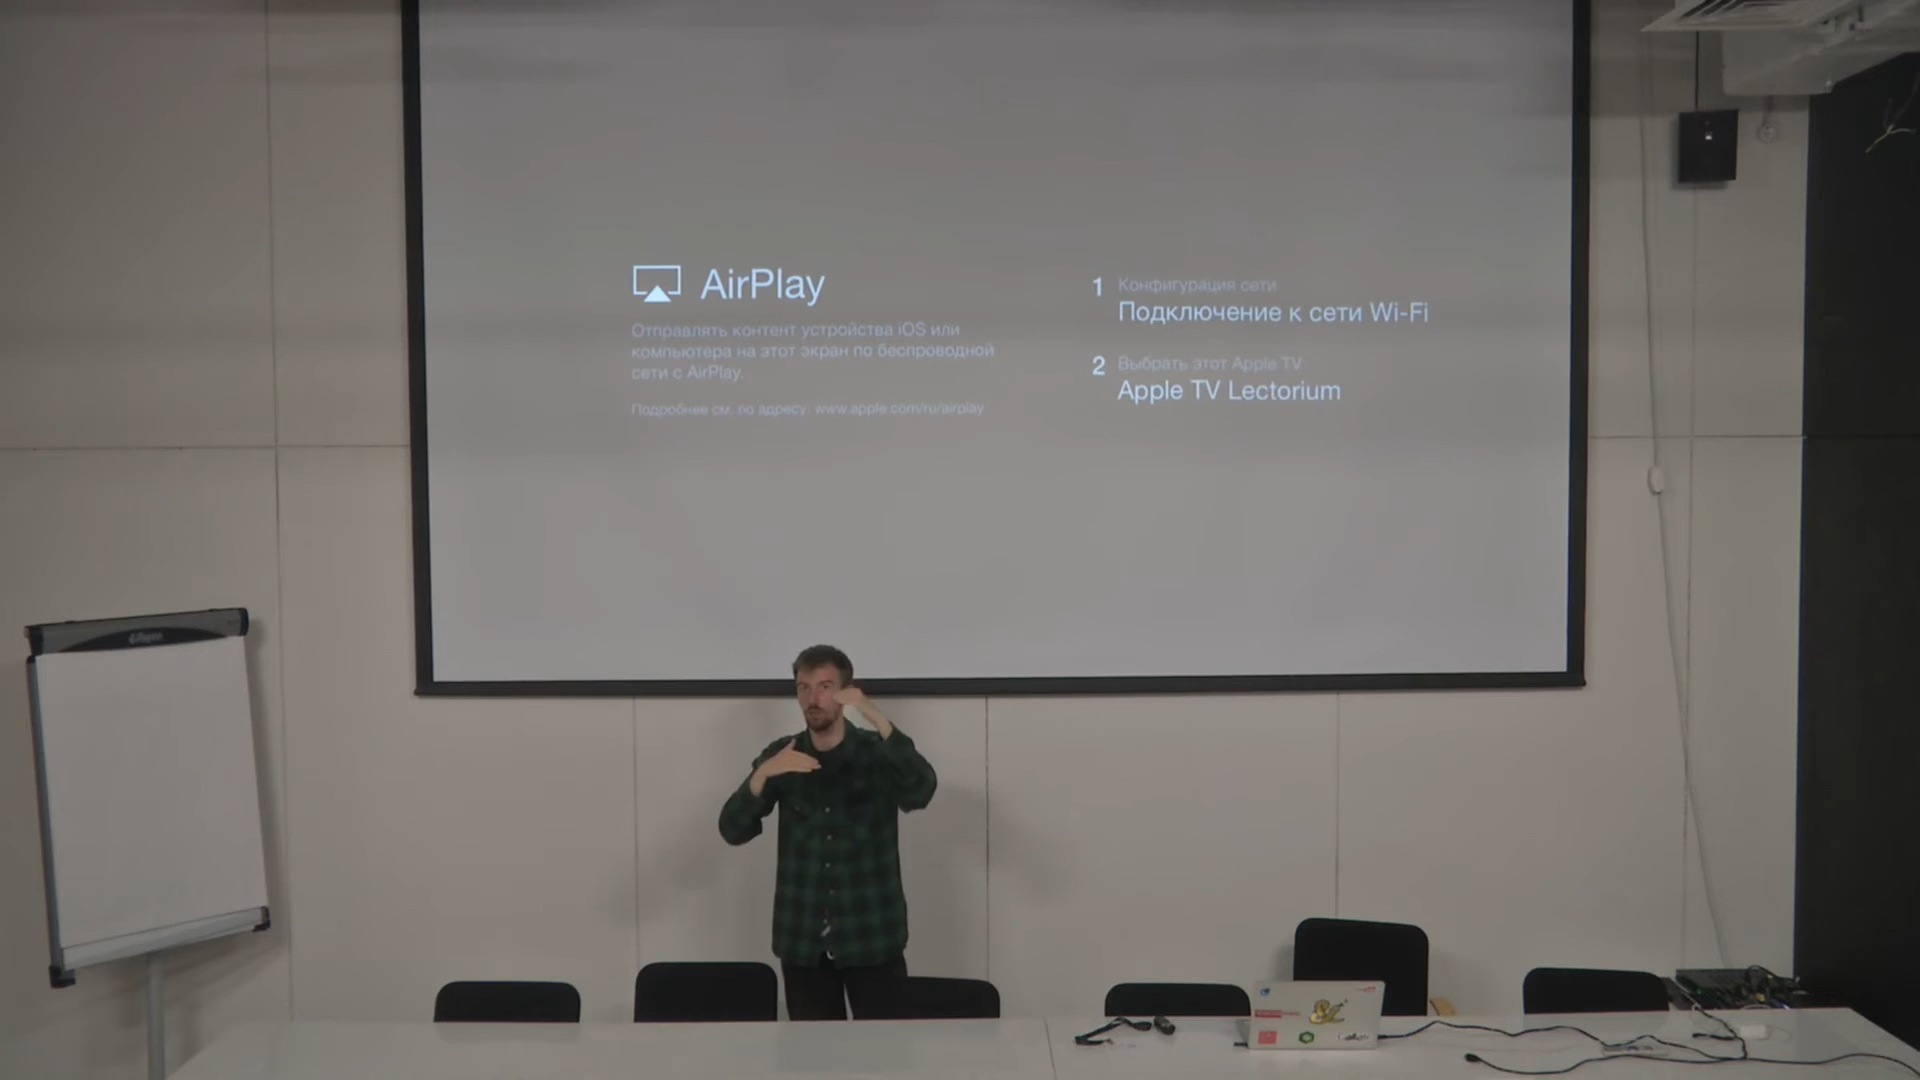 AirPlay
Отправлять контент устройства iOS или
компьютера на этот экран по беспроводной
сети с AirPlay.
Подробнее см. по адресу: www.apple.com/ru/airplay
1 Конфигурация сети
Подключение к сети Wi-Fi
2 Выбрать этот Apple TV
Apple TV Lectorium